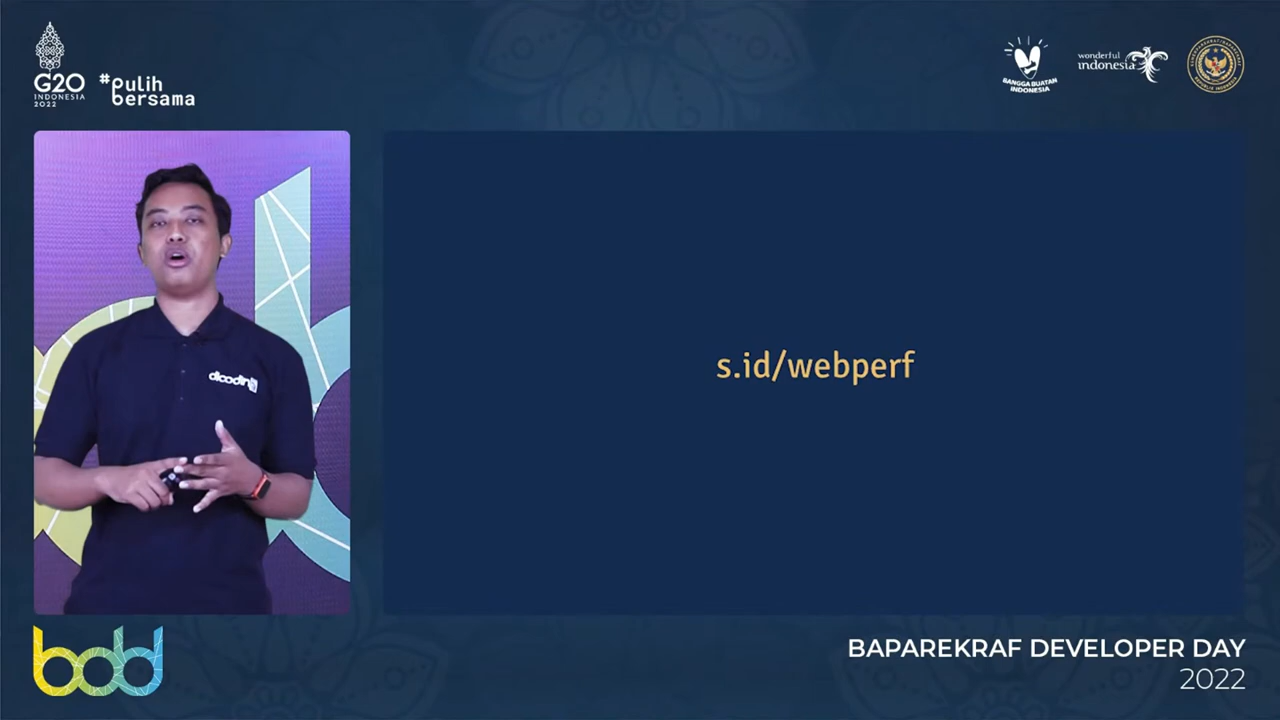 G20
INDONESIA
2022
#pulih
bersama
BANGGA BUATAN
INDONESIA
wonderful
indonesia
dicoding
s.id/webperf
bdd
BAPAREKRAF DEVELOPER DAY
2022